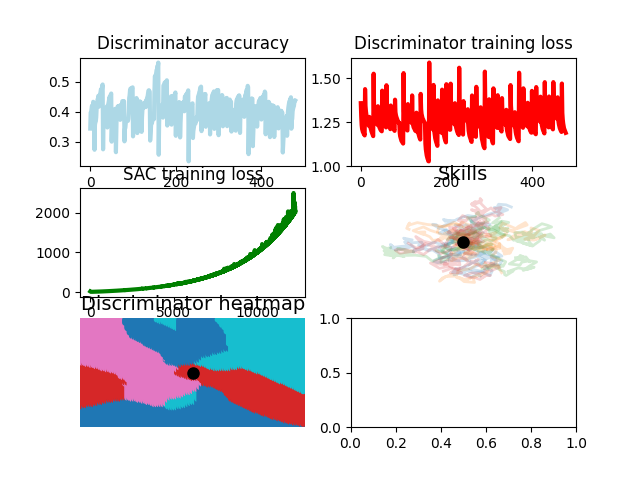 Discriminator accuracy
0.5
0.4
0.3
0 200 400
Discriminator training loss
1.50
1.25
1.00
0 200 400
SAC training loss
2000
1000
0
0 5000 10000
Skills
Discriminator heatmap
1.0
0.5
0.0
0.0 0.2 0.4 0.6 0.8 1.0